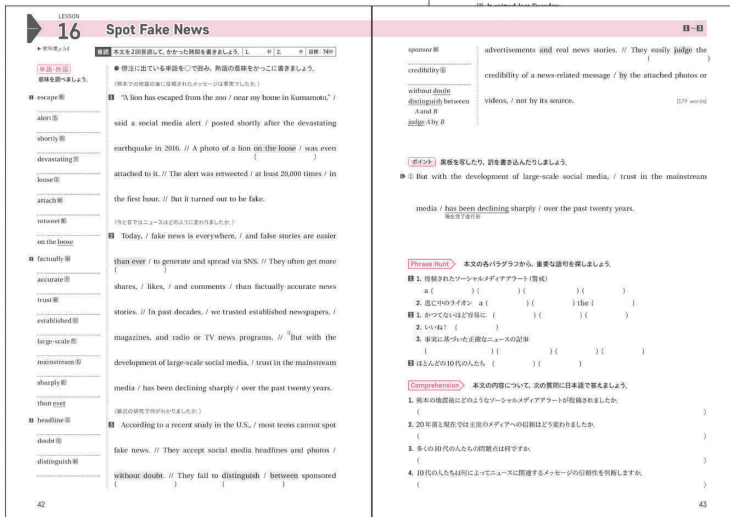 LESSON
16 Spot Fake News
▶ 教科書p.54
音読 本文を2回音読して,かかった時間を書きましょう。 1. 秒 2. 秒 目標:74秒
単語・熟語
意味を調べましょう。
1 escape 動
alert 名
shortly 副
devastating 形
loose 形
attach 動
retweet 動
on the loose
2 factually 副
accurate 形
trust 動
established 形
large-scale 形
mainstream 名
sharply 副
than ever
3 headline 名
doubt 名
distinguish 動
● 傍注に出ている単語を○で囲み,熟語の意味をかっこに書きましょう。
(熊本での地震の後に投稿されたメッセージは事実でしたか。)
1 “A lion has escaped from the zoo / near my home in Kumamoto,” /
said a social media alert / posted shortly after the devastating
earthquake in 2016. // A photo of a lion on the loose / was even
( )
attached to it. // The alert was retweeted / at least 20,000 times / in
the first hour. // But it turned out to be fake.
(今と昔ではニュースはどのように変わりましたか。)
2 Today, / fake news is everywhere, / and false stories are easier
than ever / to generate and spread via SNS. // They often get more
( )
shares, / likes, / and comments / than factually accurate news
stories. // In past decades, / we trusted established newspapers, /
magazines, and radio or TV news programs. // ①But with the
development of large-scale social media, / trust in the mainstream
media / has been declining sharply / over the past twenty years.
(最近の研究で何がわかりましたか。)
3 According to a recent study in the U.S., / most teens cannot spot
fake news. // They accept social media headlines and photos /
without doubt. // They fail to distinguish / between sponsored
( ) ( )
42
1~3
sponsor 動
credibility 名
without doubt
distinguish between
A and B
judge A by B
advertisements and real news stories. // They easily judge the
( )
credibility of a news-related message / by the attached photos or
videos, / not by its source.
[179 words]
ポイント 黒板を写したり,訳を書き込んだりしましょう。
① But with the development of large-scale social media, / trust in the mainstream
media / has been declining sharply / over the past twenty years.
現在完了進行形
Phrase Hunt 本文の各パラグラフから,重要な語句を探しましょう。
1 1. 投稿されたソーシャルメディアアラート(警戒)
a ( ) ( ) ( ) ( )
2. 逃亡中のライオン a ( ) ( ) the ( )
2 1. かつてないほど容易に ( ) ( ) ( )
2. いいね! ( )
3. 事実に基づいた正確なニュースの記事
( ) ( ) ( ) ( )
3 ほとんどの10代の人たち ( ) ( )
Comprehension 本文の内容について,次の質問に日本語で答えましょう。
1. 熊本の地震後にどのようなソーシャルメディアアラートが投稿されましたか。
( )
2. 20年前と現在では主流のメディアへの信頼はどう変わりましたか。
( )
3. 多くの10代の人たちの問題点は何ですか。
( )
4. 10代の人たちは何によってニュースに関連するメッセージの信頼性を判断しますか。
( )
43